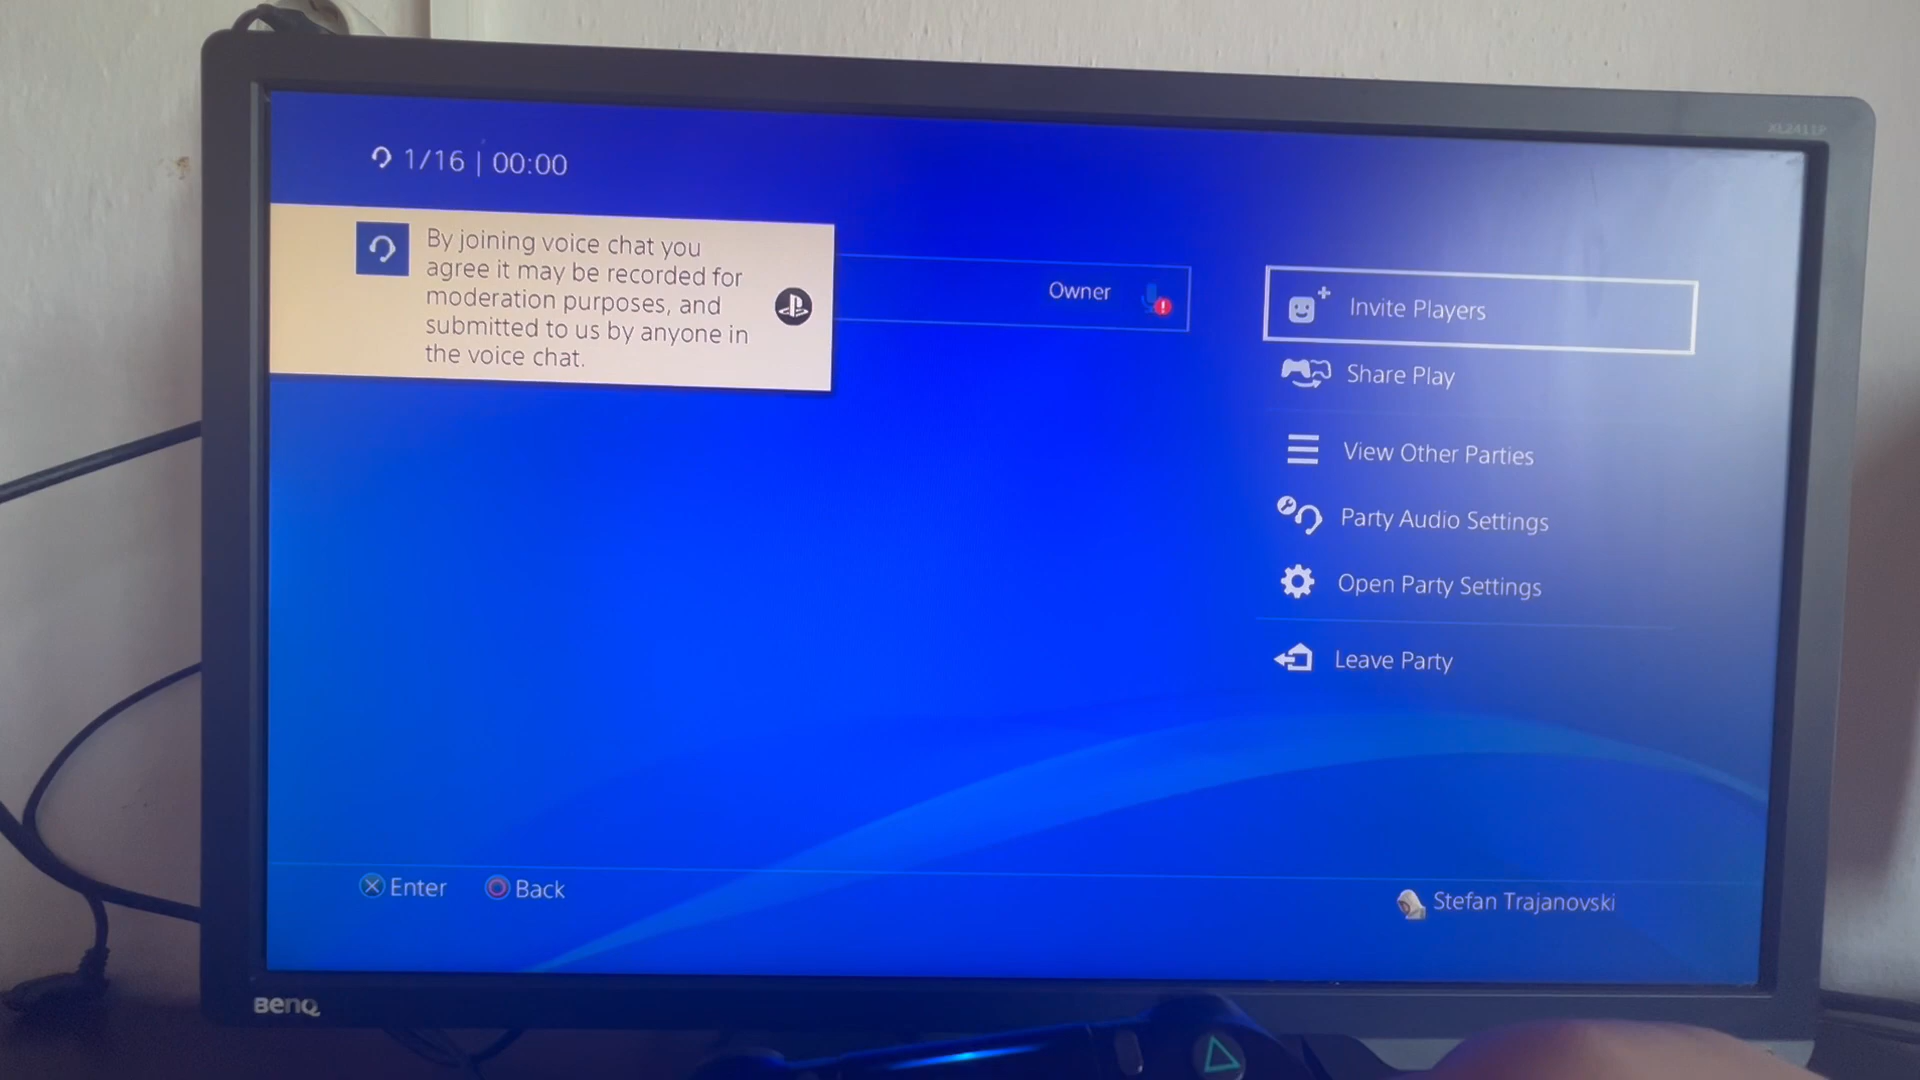 XL2411P
1/16 | 00:00
By joining voice chat you
agree it may be recorded for
moderation purposes, and
submitted to us by anyone in
the voice chat.
Owner
Invite Players
Share Play
View Other Parties
Party Audio Settings
Open Party Settings
Leave Party
Enter
Back
Stefan Trajanovski
BenQ